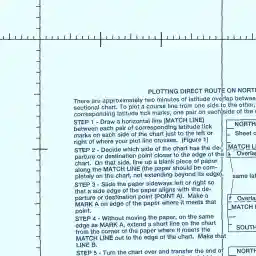 PLOTTING DIRECT ROUTE ON NORT
There are approximately two minutes of latitude overlap between
sectional chart. To plot a course from one side to the other,
corresponding latitude tick marks, one pair on each side of the
STEP 1 - Draw a horizontal line (MATCH LINE)
between each pair of corresponding latitude tick
marks on each side of the chart just to the left or
right of where your plot line crosses. (Figure 1)
STEP 2 - Decide which side of the chart has the de-
parture or destination point closer to the edge of the
chart. On that side, line up a blank piece of paper
along the MATCH LINE (the paper should be com-
pletely on the chart, not extending beyond its edge).
STEP 3 - Slide the paper sideways left or right so
that a side edge of the paper aligns with the de-
parture or destination point (POINT A). Make a
MARK A on edge of the paper where it meets that
point.
STEP 4 - Without moving the paper, on the same
edge as MARK A, extend a short line on the chart
from the corner of the paper where it meets the
MATCH LINE out to the edge of the chart. Make that
LINE B.
STEP 5 - Turn the chart over and transfer the end of
NORTH
Sheet o
MATCH LI
Overlap
same lat
Overla
MATCH
SOUTH
NORTH